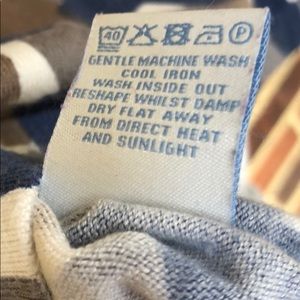 40 P
GENTLE MACHINE WASH
COOL IRON
WASH INSIDE OUT
RESHAPE WHILST DAMP
DRY FLAT AWAY
FROM DIRECT HEAT
AND SUNLIGHT